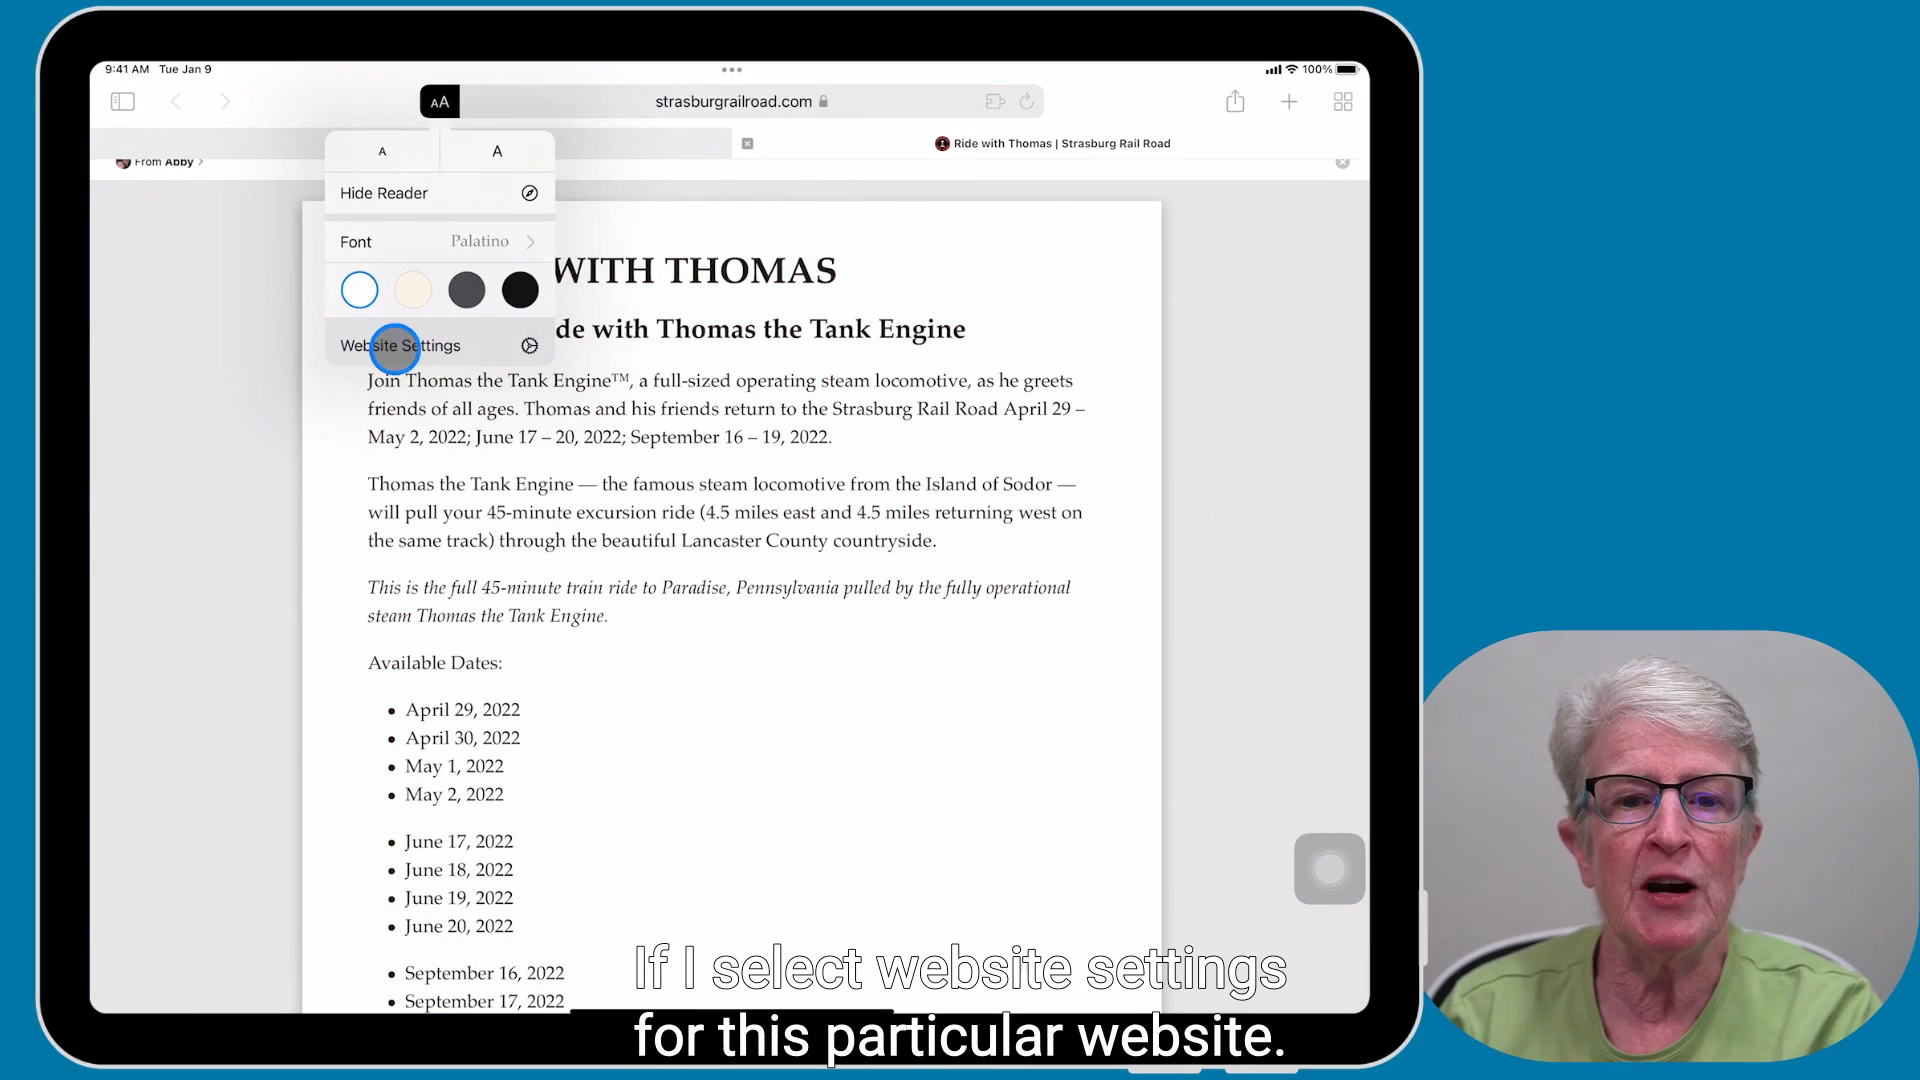 9:41 AM Tue Jan 9
100%
AA
strasburgrailroad.com
Ride with Thomas | Strasburg Rail Road
From Abby >
A A
Hide Reader
Font Palatino
Website Settings
WITH THOMAS
de with Thomas the Tank Engine
Join Thomas the Tank Engine™, a full-sized operating steam locomotive, as he greets
friends of all ages. Thomas and his friends return to the Strasburg Rail Road April 29 –
May 2, 2022; June 17 – 20, 2022; September 16 – 19, 2022.
Thomas the Tank Engine — the famous steam locomotive from the Island of Sodor —
will pull your 45-minute excursion ride (4.5 miles east and 4.5 miles returning west on
the same track) through the beautiful Lancaster County countryside.
This is the full 45-minute train ride to Paradise, Pennsylvania pulled by the fully operational
steam Thomas the Tank Engine.
Available Dates:
• April 29, 2022
• April 30, 2022
• May 1, 2022
• May 2, 2022
• June 17, 2022
• June 18, 2022
• June 19, 2022
• June 20, 2022
• September 16, 2022
• September 17, 2022
If I select website settings
for this particular website.